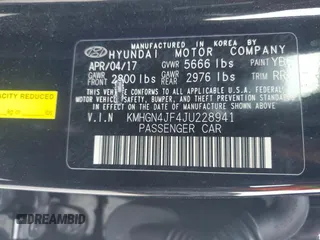 MANUFACTURED IN KOREA BY
HYUNDAI MOTOR COMPANY
APR/04/17 GVWR 5666 lbs PAINT YB
GAWR FRONT 2800 lbs GAWR REAR 2976 lbs TRIM RR
THIS VEHICLE CONFORMS TO ALL APPLICABLE
U.S. FEDERAL MOTOR VEHICLE SAFETY,
BUMPER, AND THEFT PREVENTION STANDARDS
IN EFFECT ON THE DATE OF
MANUFACTURE SHOWN ABOVE.
V.I.N KMHGN4JF4JU228941
PASSENGER CAR
ACITY REDUCED
DREAMBID